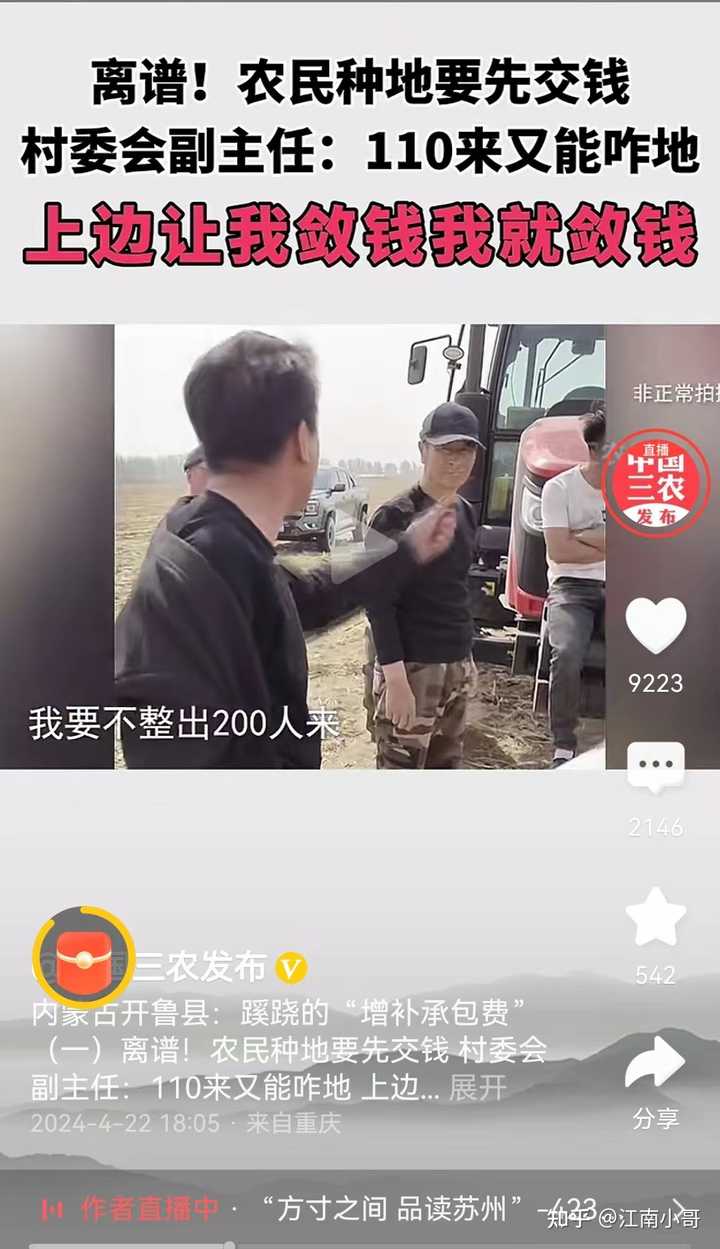 离谱！农民种地要先交钱
村委会副主任：110来又能咋地
上边让我敛钱我就敛钱
非正常拍
直播
中国
三农
发布
9223
我要不整出200人来
2146
三农发布
542
内蒙古开鲁县：蹊跷的“增补承包费”
（一）离谱！农民种地要先交钱 村委会
副主任：110来又能咋地 上边... 展开
分享
2024-4-22 18:05 · 来自重庆
作者直播中 · “方寸之间 品读苏州” -423
知乎 @江南小哥